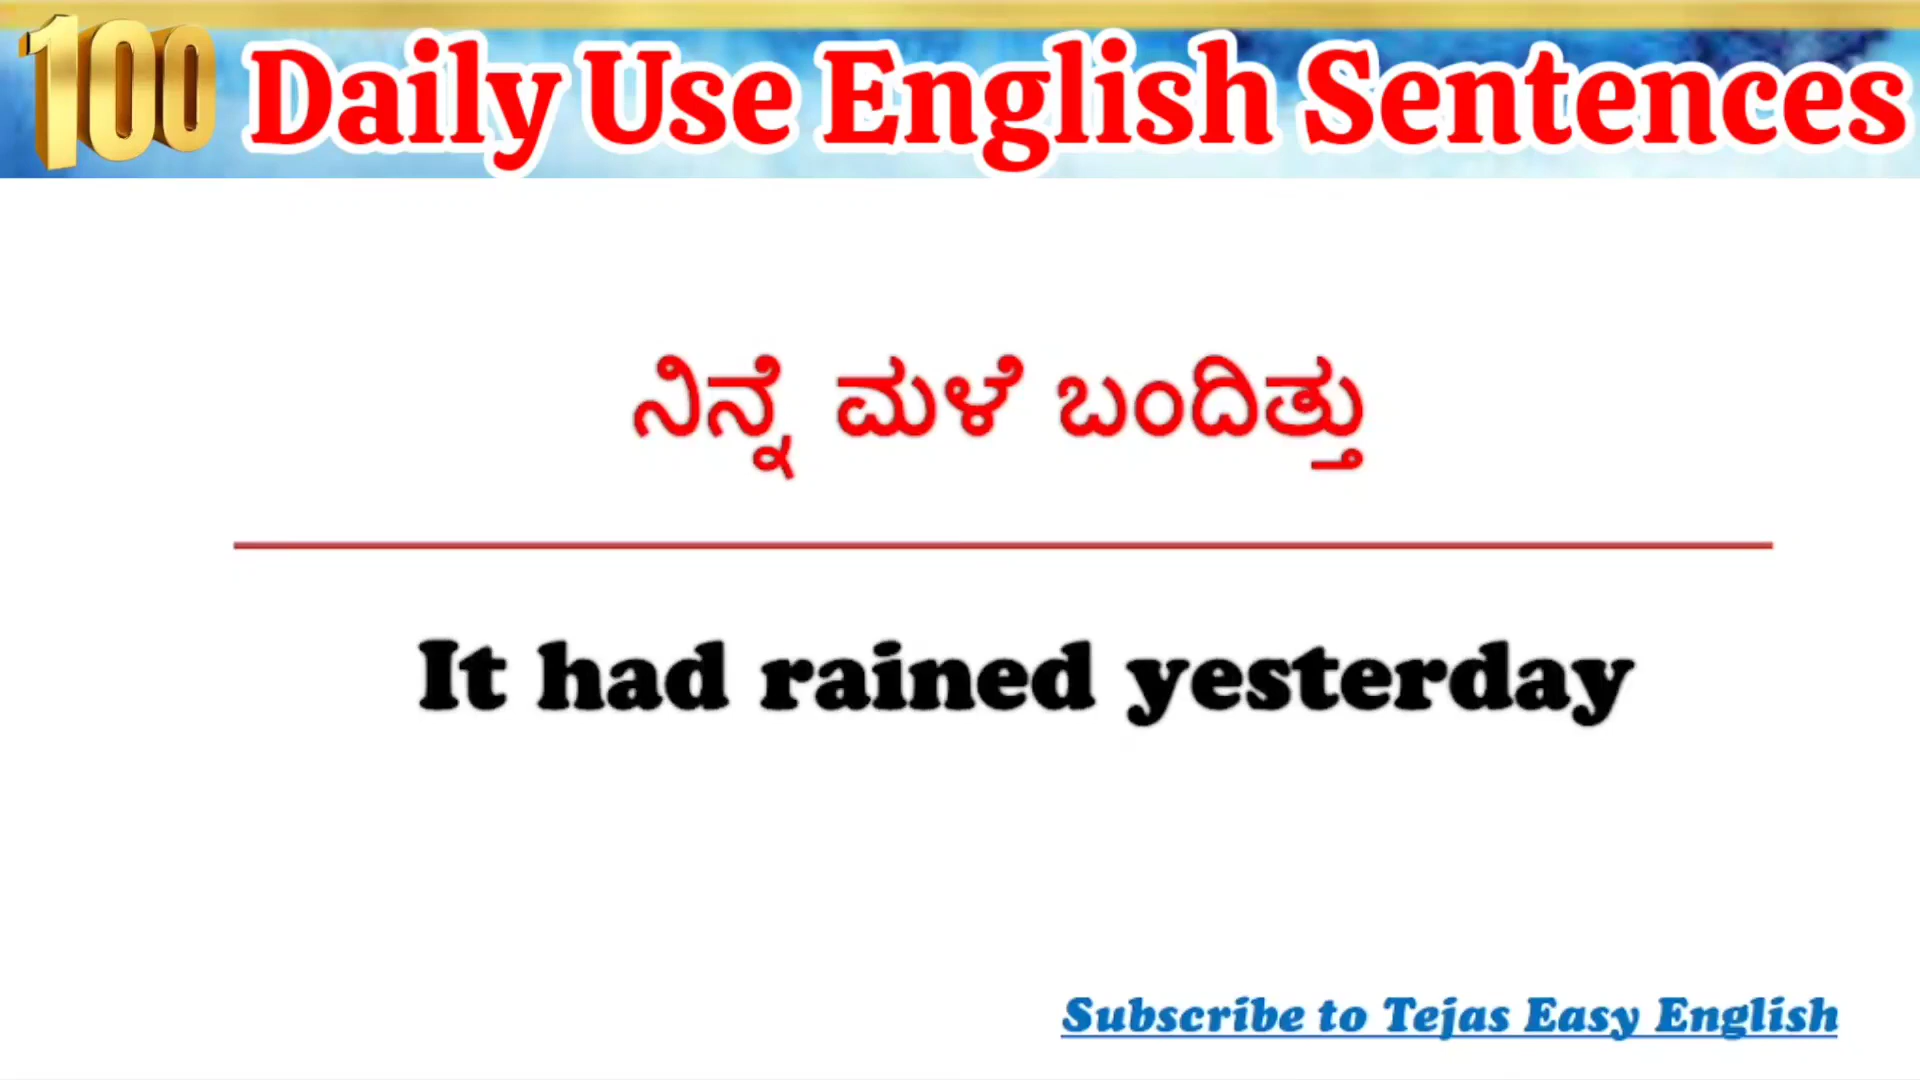 100 Daily Use English Sentences
ನಿನ್ನೆ ಮಳೆ ಬಂದಿತ್ತು
It had rained yesterday
Subscribe to Tejas Easy English